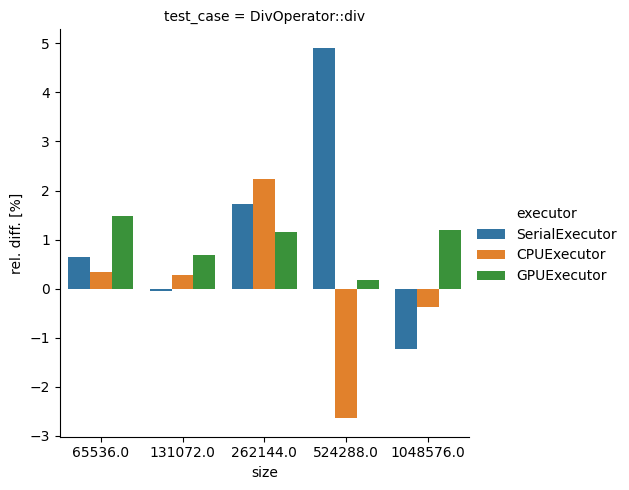 test_case = DivOperator::div
rel. diff. [%]
5
4
3
2
1
0
−1
−2
−3
65536.0 131072.0 262144.0 524288.0 1048576.0
size
executor
SerialExecutor
CPUExecutor
GPUExecutor